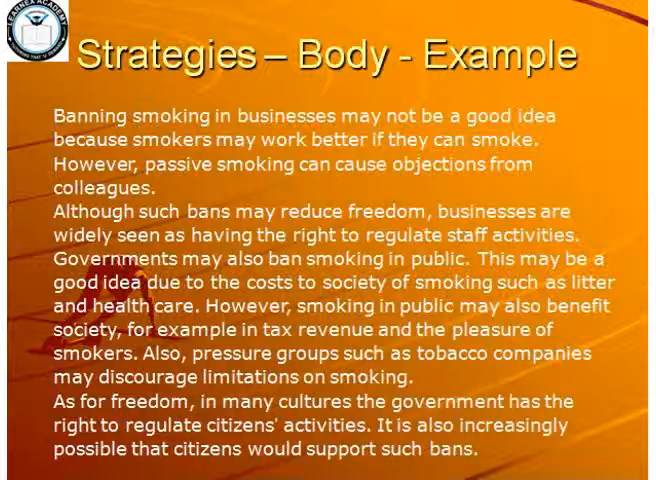 LEARNEX ACADEMY
Strategies – Body - Example
Banning smoking in businesses may not be a good idea
because smokers may work better if they can smoke.
However, passive smoking can cause objections from
colleagues.
Although such bans may reduce freedom, businesses are
widely seen as having the right to regulate staff activities.
Governments may also ban smoking in public. This may be a
good idea due to the costs to society of smoking such as litter
and health care. However, smoking in public may also benefit
society, for example in tax revenue and the pleasure of
smokers. Also, pressure groups such as tobacco companies
may discourage limitations on smoking.
As for freedom, in many cultures the government has the
right to regulate citizens' activities. It is also increasingly
possible that citizens would support such bans.